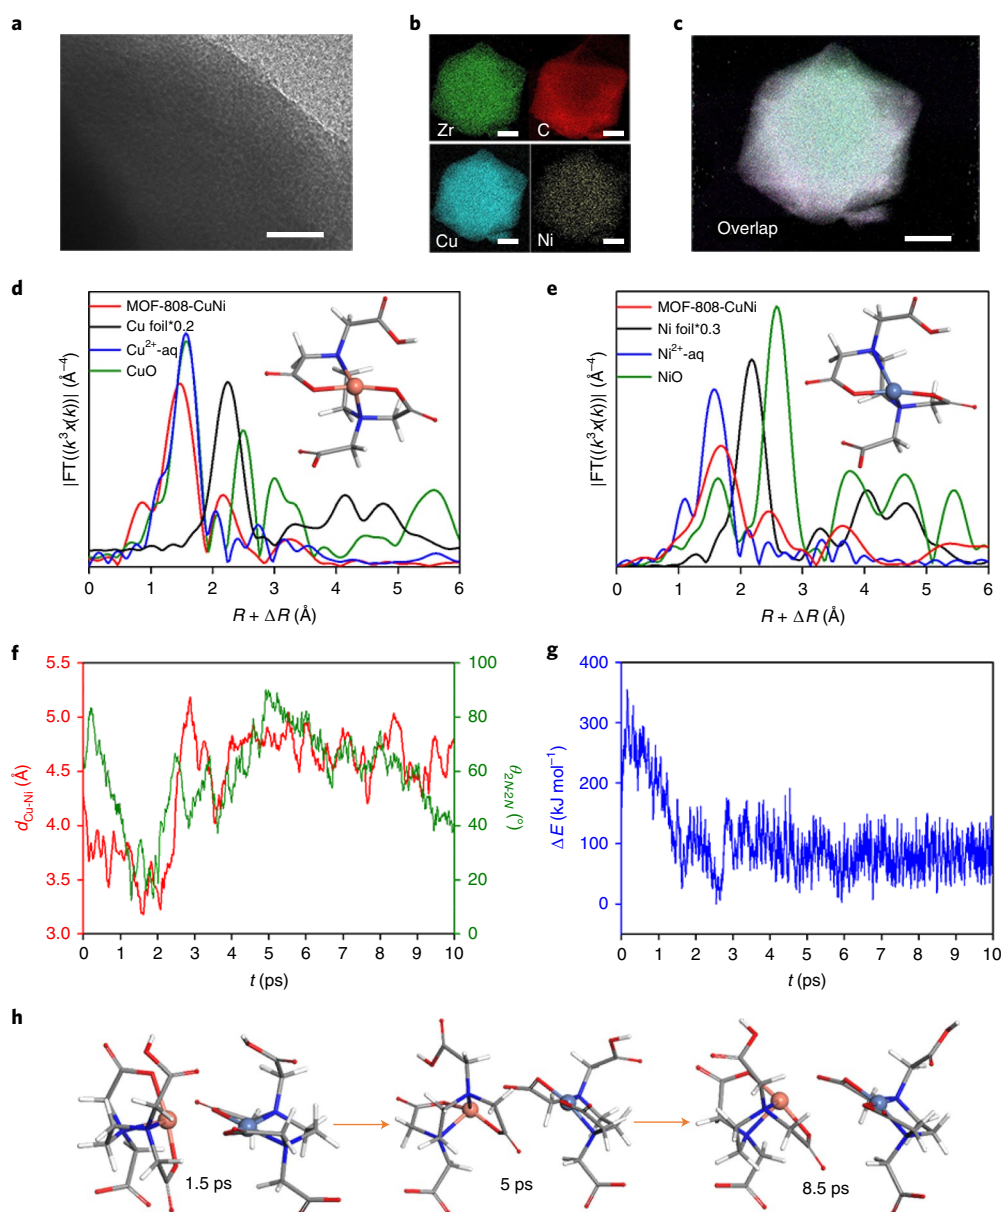 a
b
c
Zr
C
Cu
Ni
Overlap
d
MOF-808-CuNi
Cu foil*0.2
Cu²⁺-aq
CuO
|FT((k³x(k))| (Å⁻⁴)
0 1 2 3 4 5 6
R + ΔR (Å)
e
MOF-808-CuNi
Ni foil*0.3
Ni²⁺-aq
NiO
|FT((k³x(k))| (Å⁻⁴)
0 1 2 3 4 5 6
R + ΔR (Å)
f
5.5
5.0
4.5
4.0
3.5
3.0
d_Cu-Ni (Å)
100
80
60
40
20
0
θ_2N-2N (°)
0 1 2 3 4 5 6 7 8 9 10
t (ps)
g
400
300
200
100
0
ΔE (kJ mol⁻¹)
0 1 2 3 4 5 6 7 8 9 10
t (ps)
h
1.5 ps
5 ps
8.5 ps